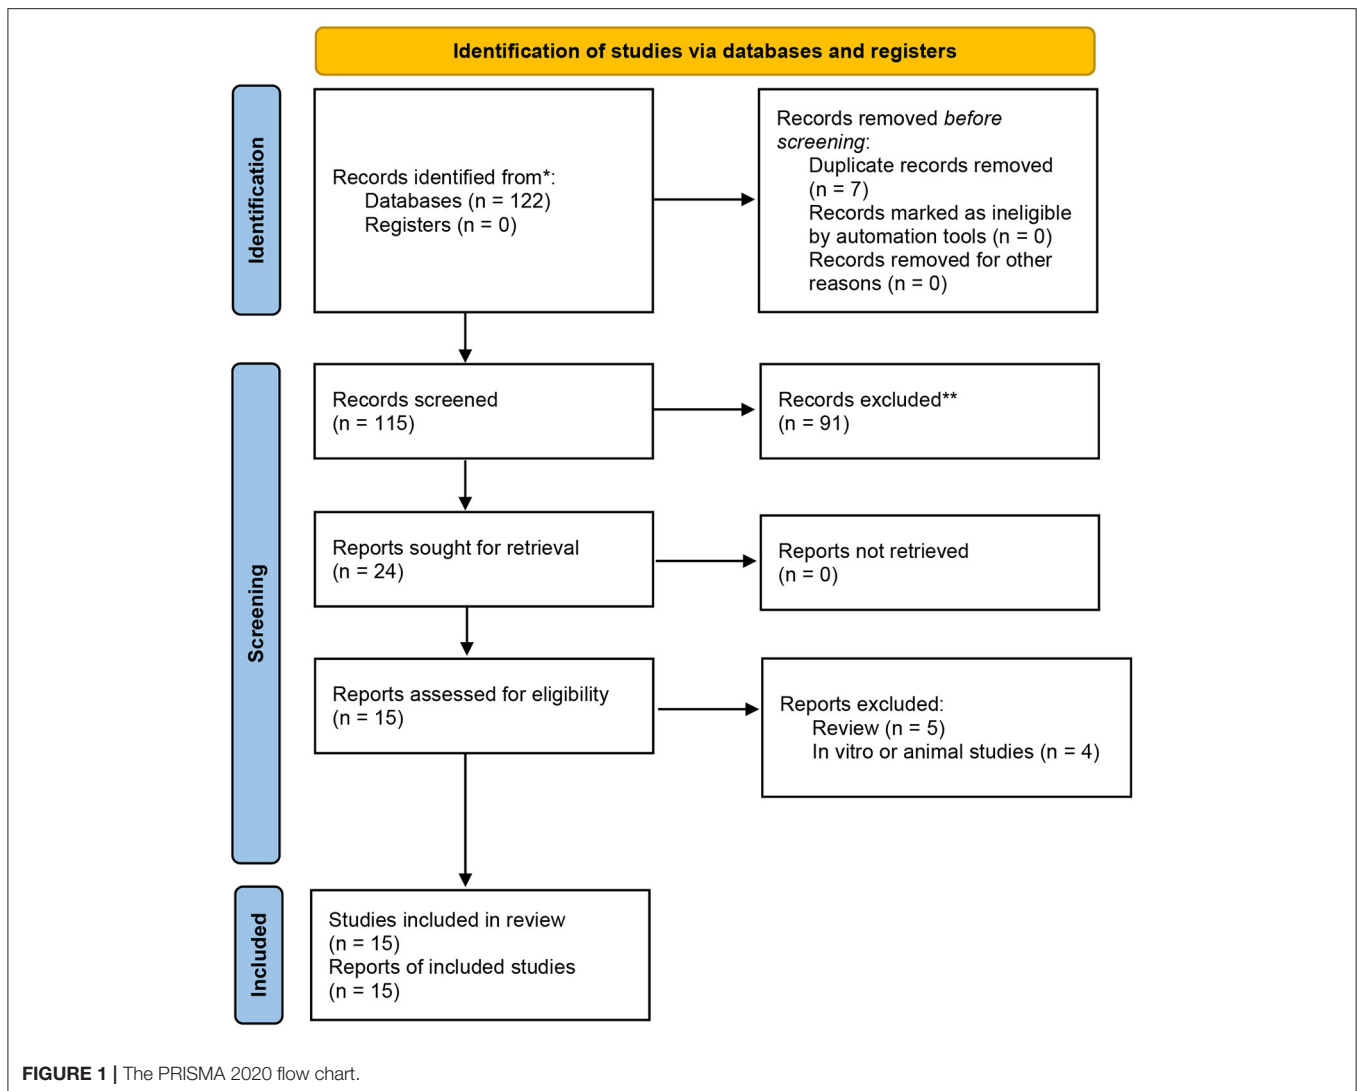 Identification of studies via databases and registers
Identification
Records identified from*:
Databases (n = 122)
Registers (n = 0)
Records removed before
screening:
Duplicate records removed
(n = 7)
Records marked as ineligible
by automation tools (n = 0)
Records removed for other
reasons (n = 0)
Screening
Records screened
(n = 115)
Records excluded**
(n = 91)
Reports sought for retrieval
(n = 24)
Reports not retrieved
(n = 0)
Reports assessed for eligibility
(n = 15)
Reports excluded:
Review (n = 5)
In vitro or animal studies (n = 4)
Included
Studies included in review
(n = 15)
Reports of included studies
(n = 15)
FIGURE 1 | The PRISMA 2020 flow chart.